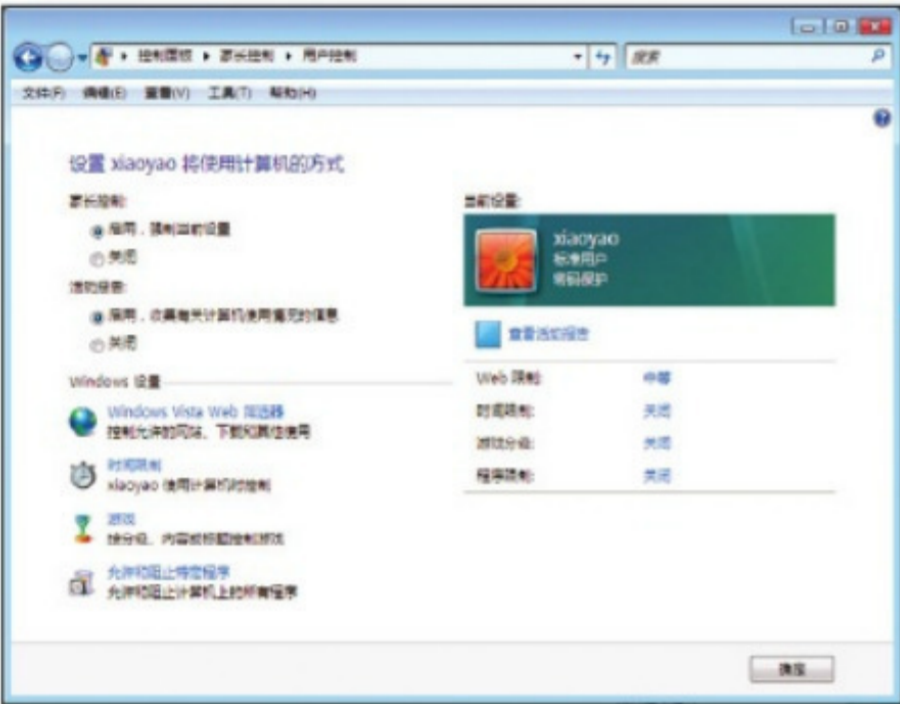 控制面板 ▸ 家长控制 ▸ 用户控制
搜索
文件(F) 编辑(E) 查看(V) 工具(T) 帮助(H)
设置 xiaoyao 将使用计算机的方式
家长控制:
启用，强制当前设置
关闭
活动报告:
启用，收集有关计算机使用情况的信息
关闭
Windows 设置
Windows Vista Web 筛选器
控制允许的网站、下载和其他使用
时间限制
xiaoyao 使用计算机时控制
游戏
按分级、内容或标题控制游戏
允许和阻止特定程序
允许和阻止计算机上的所有程序
当前设置:
xiaoyao
标准用户
密码保护
查看活动报告
Web 限制: 中等
时间限制: 关闭
游戏分级: 关闭
程序限制: 关闭
确定